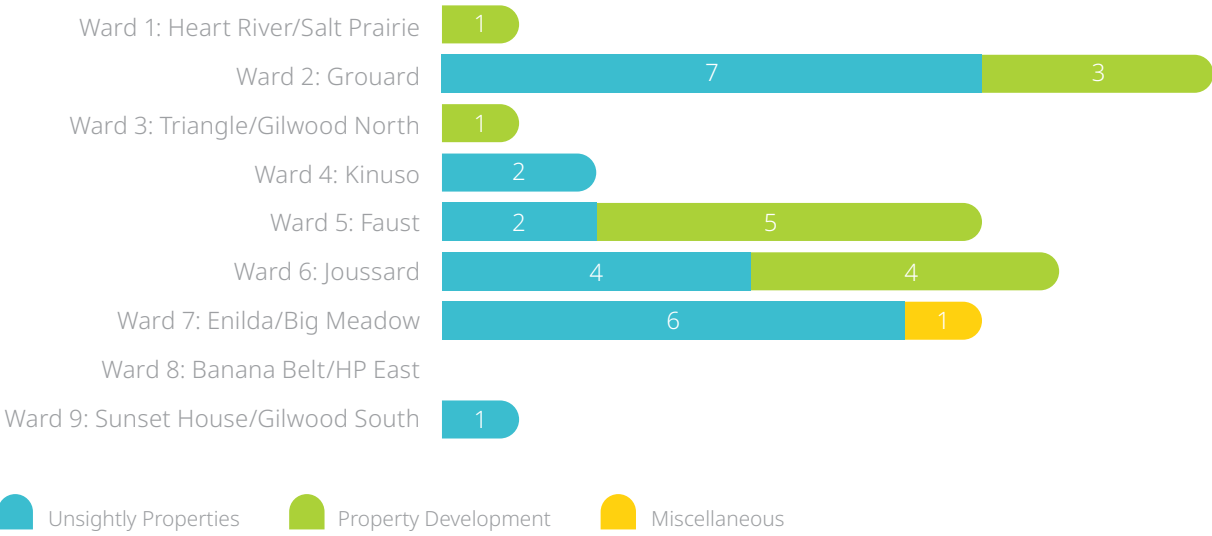 Ward 1: Heart River/Salt Prairie 1
Ward 2: Grouard 7 3
Ward 3: Triangle/Gilwood North 1
Ward 4: Kinuso 2
Ward 5: Faust 2 5
Ward 6: Joussard 4 4
Ward 7: Enilda/Big Meadow 6 1
Ward 8: Banana Belt/HP East
Ward 9: Sunset House/Gilwood South 1
Unsightly Properties Property Development Miscellaneous